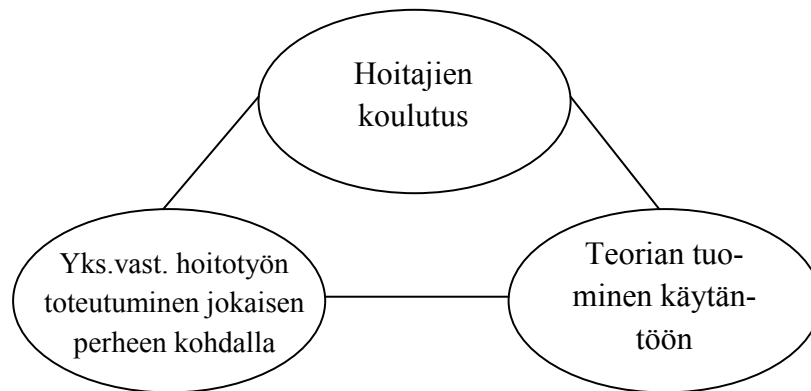 Hoitajien
koulutus
Yks.vast. hoitotyön
toteutuminen jokaisen
perheen kohdalla
Teorian tuo-
minen käytän-
töön